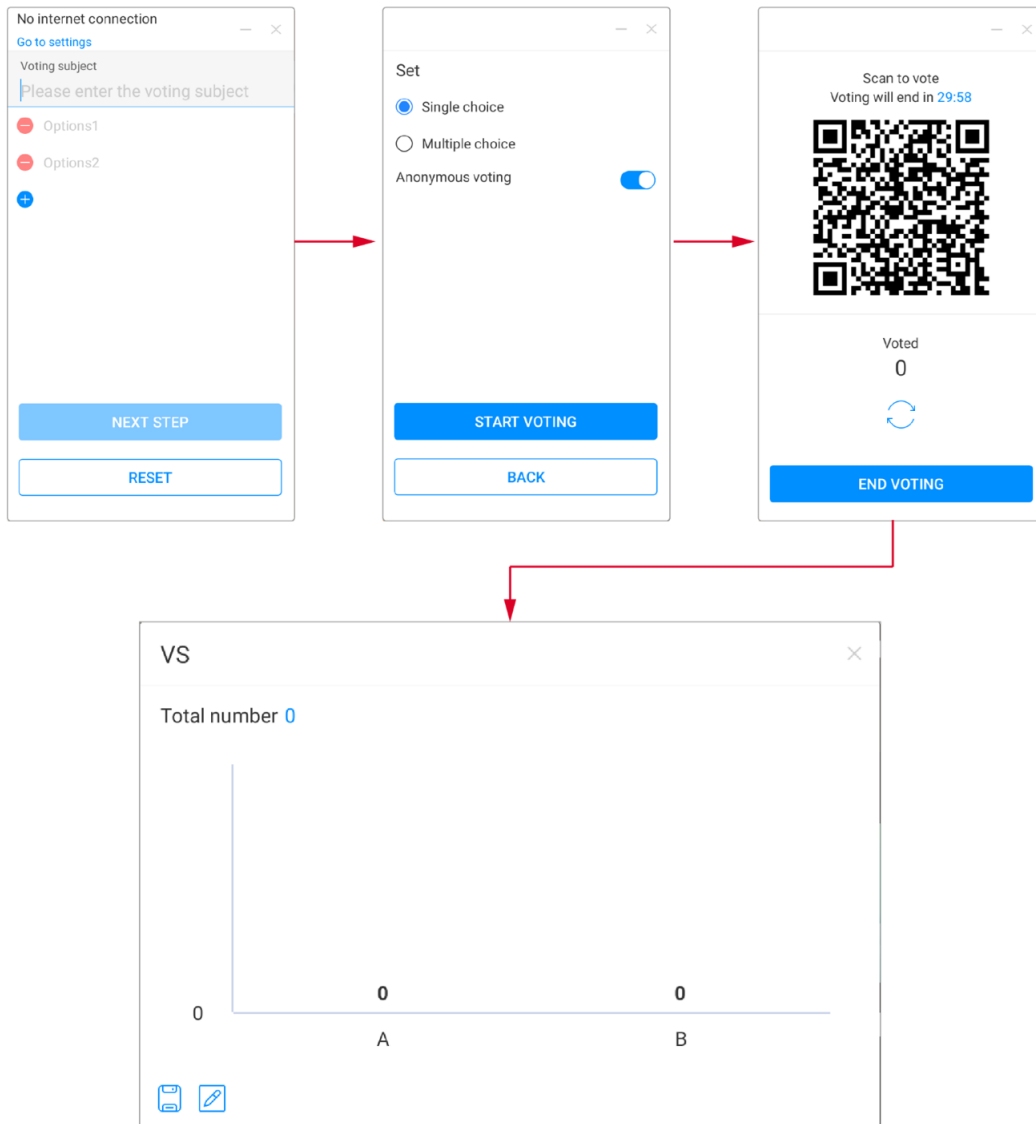 No internet connection
Go to settings
Voting subject
Please enter the voting subject
Options1
Options2
NEXT STEP
RESET
Set
Single choice
Multiple choice
Anonymous voting
START VOTING
BACK
Scan to vote
Voting will end in 29:58
Voted
0
END VOTING
VS
Total number 0
0 0
0
A B